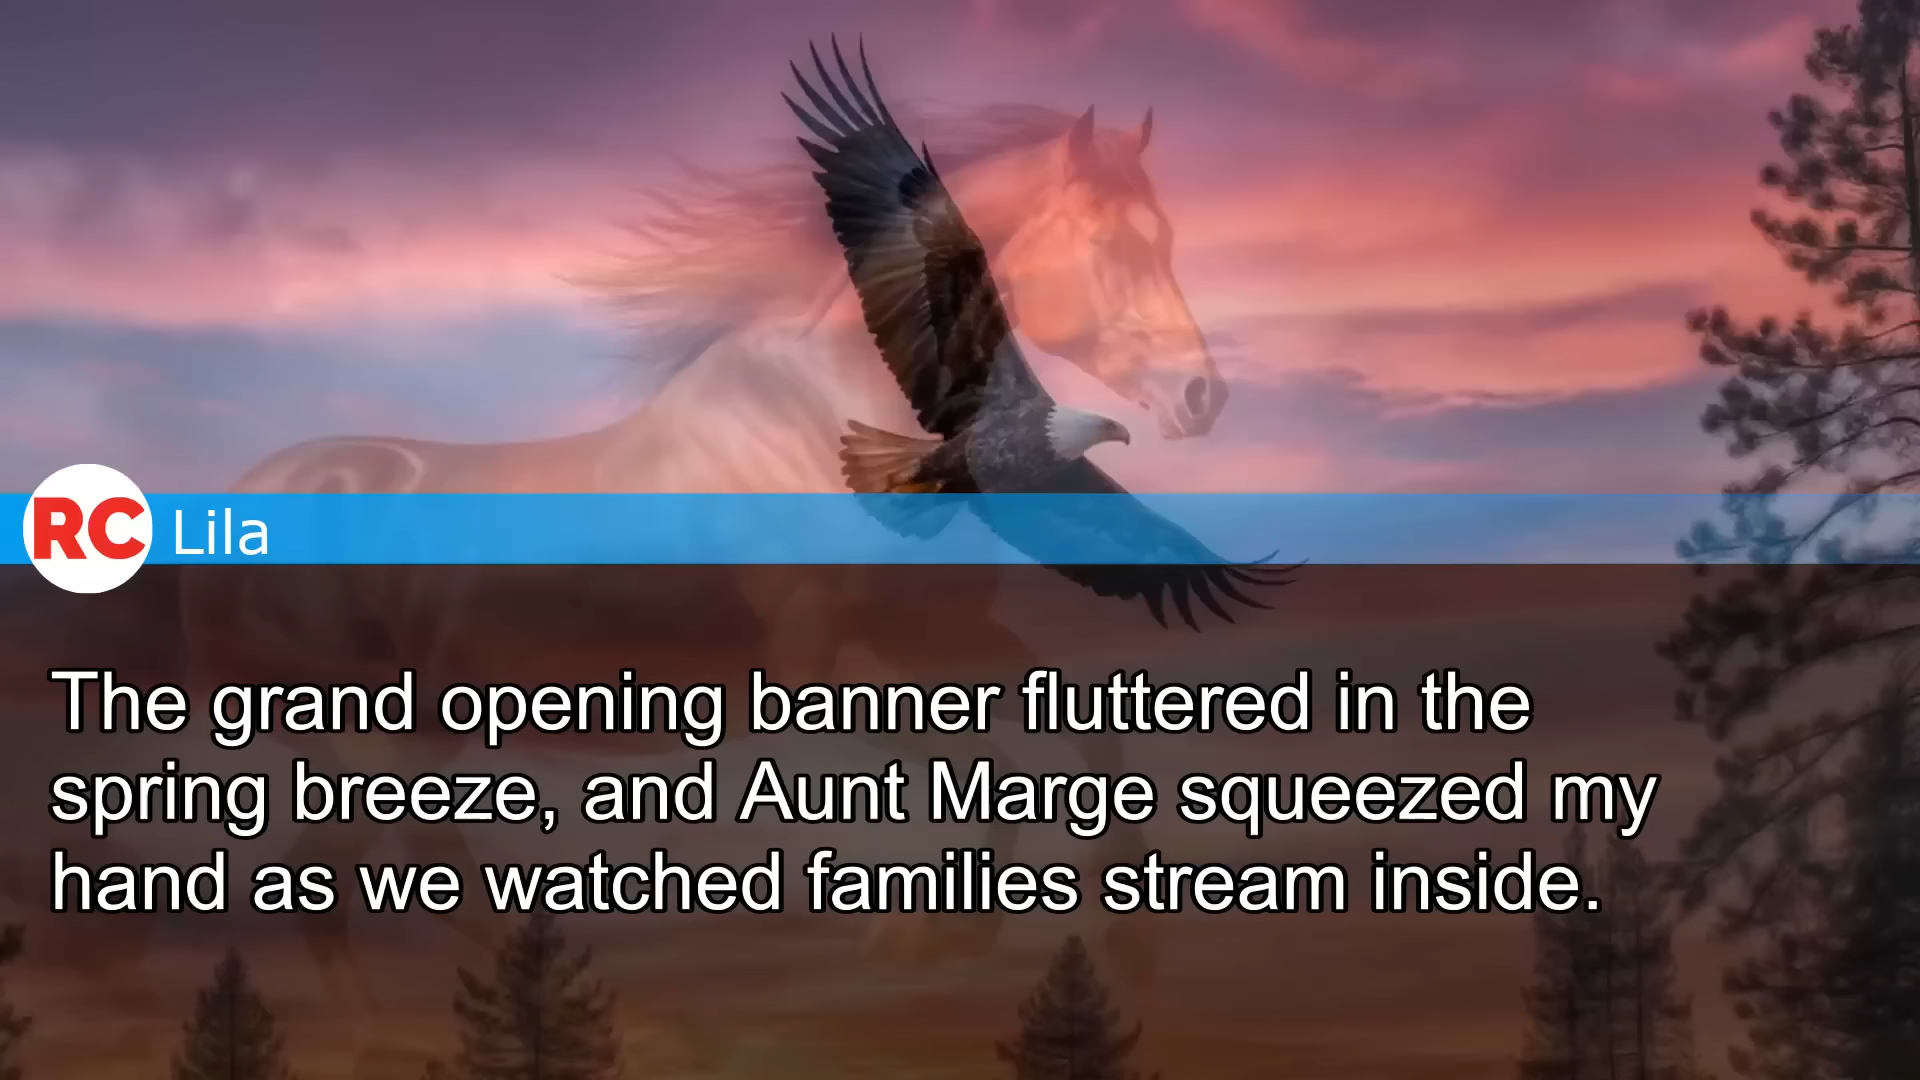 RC Lila
The grand opening banner fluttered in the
spring breeze, and Aunt Marge squeezed my
hand as we watched families stream inside.